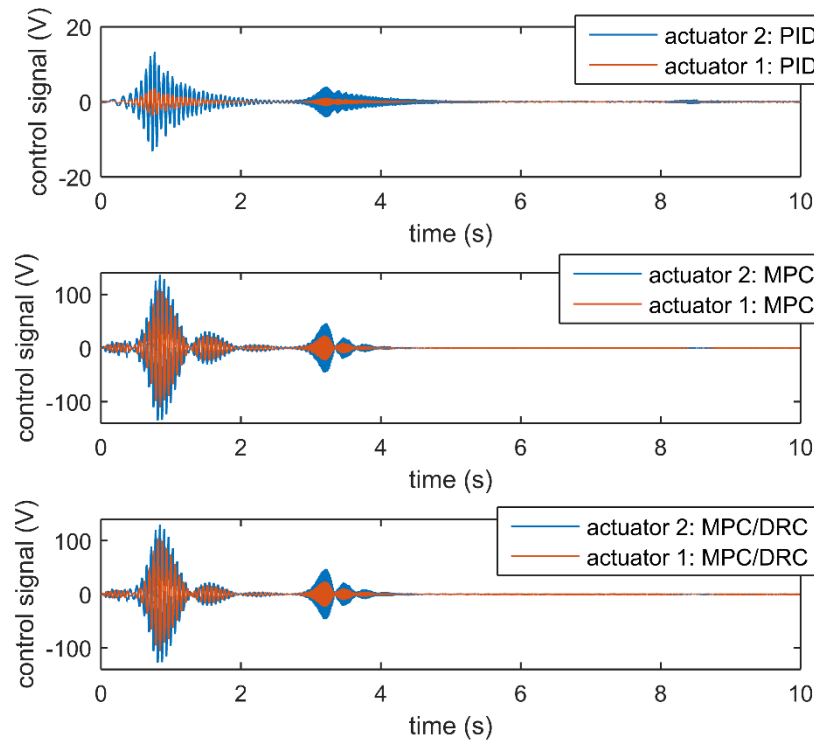 control signal (V)
20
0
-20
actuator 2: PID
actuator 1: PID
0 2 4 6 8 10
time (s)
control signal (V)
100
0
-100
actuator 2: MPC
actuator 1: MPC
0 2 4 6 8 10
time (s)
control signal (V)
100
0
-100
actuator 2: MPC/DRC
actuator 1: MPC/DRC
0 2 4 6 8 10
time (s)